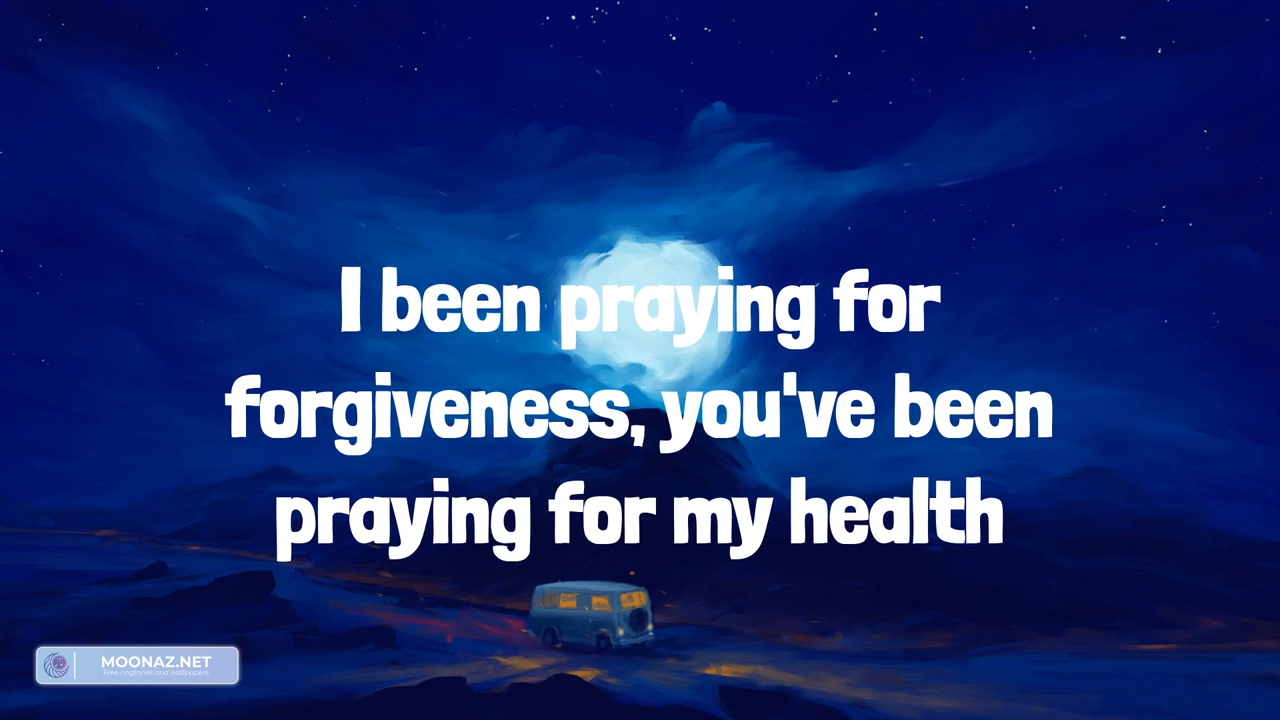 I been praying for
forgiveness, you've been
praying for my health
MOONAZ.NET
Free ringtones and wallpapers